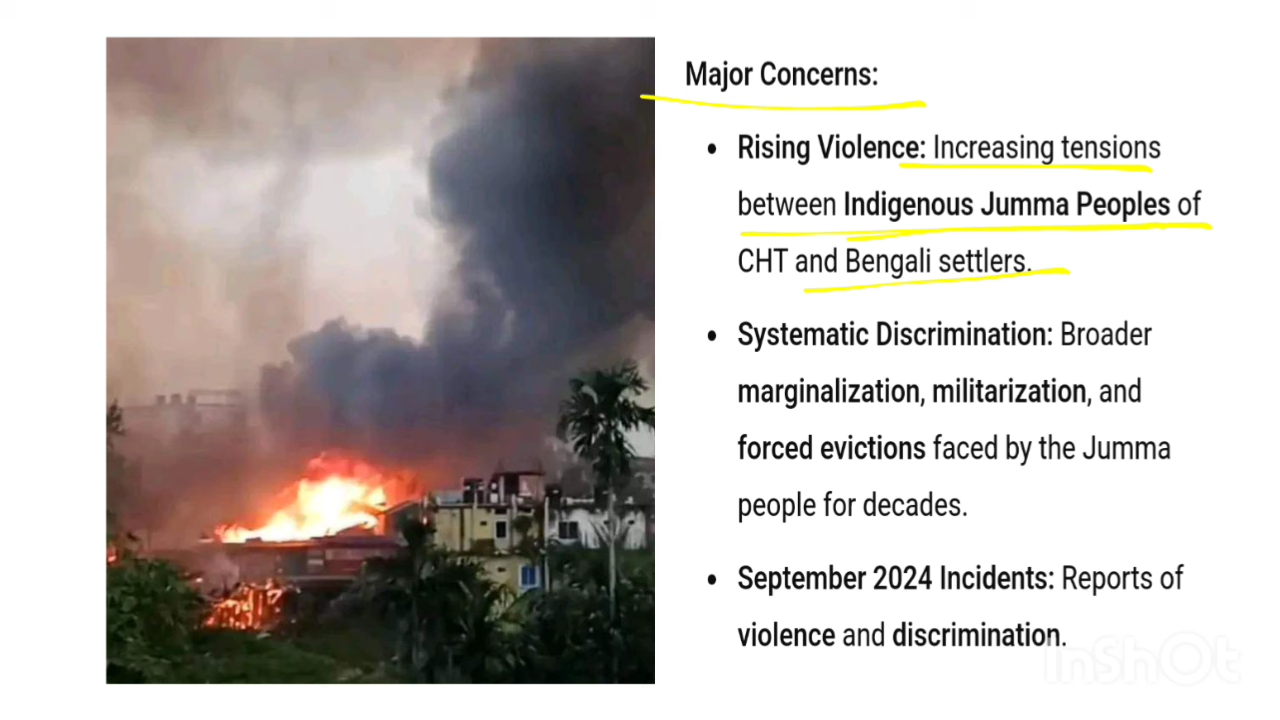 Major Concerns:
• Rising Violence: Increasing tensions
between Indigenous Jumma Peoples of
CHT and Bengali settlers.
• Systematic Discrimination: Broader
marginalization, militarization, and
forced evictions faced by the Jumma
people for decades.
• September 2024 Incidents: Reports of
violence and discrimination.
InShOt